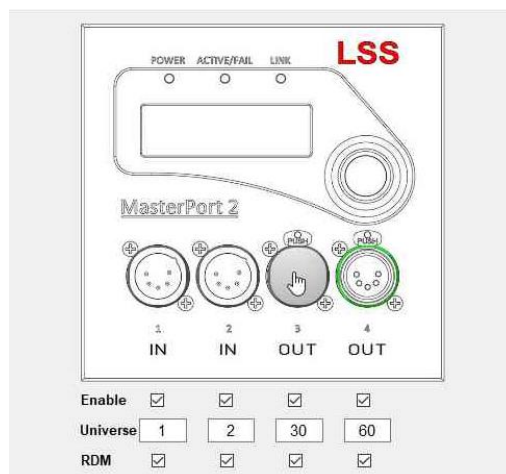 LSS
POWER ACTIVE/FAIL LINK
MasterPort 2
PUSH PUSH
1 2 3 4
IN IN OUT OUT
Enable
Universe 1 2 30 60
RDM